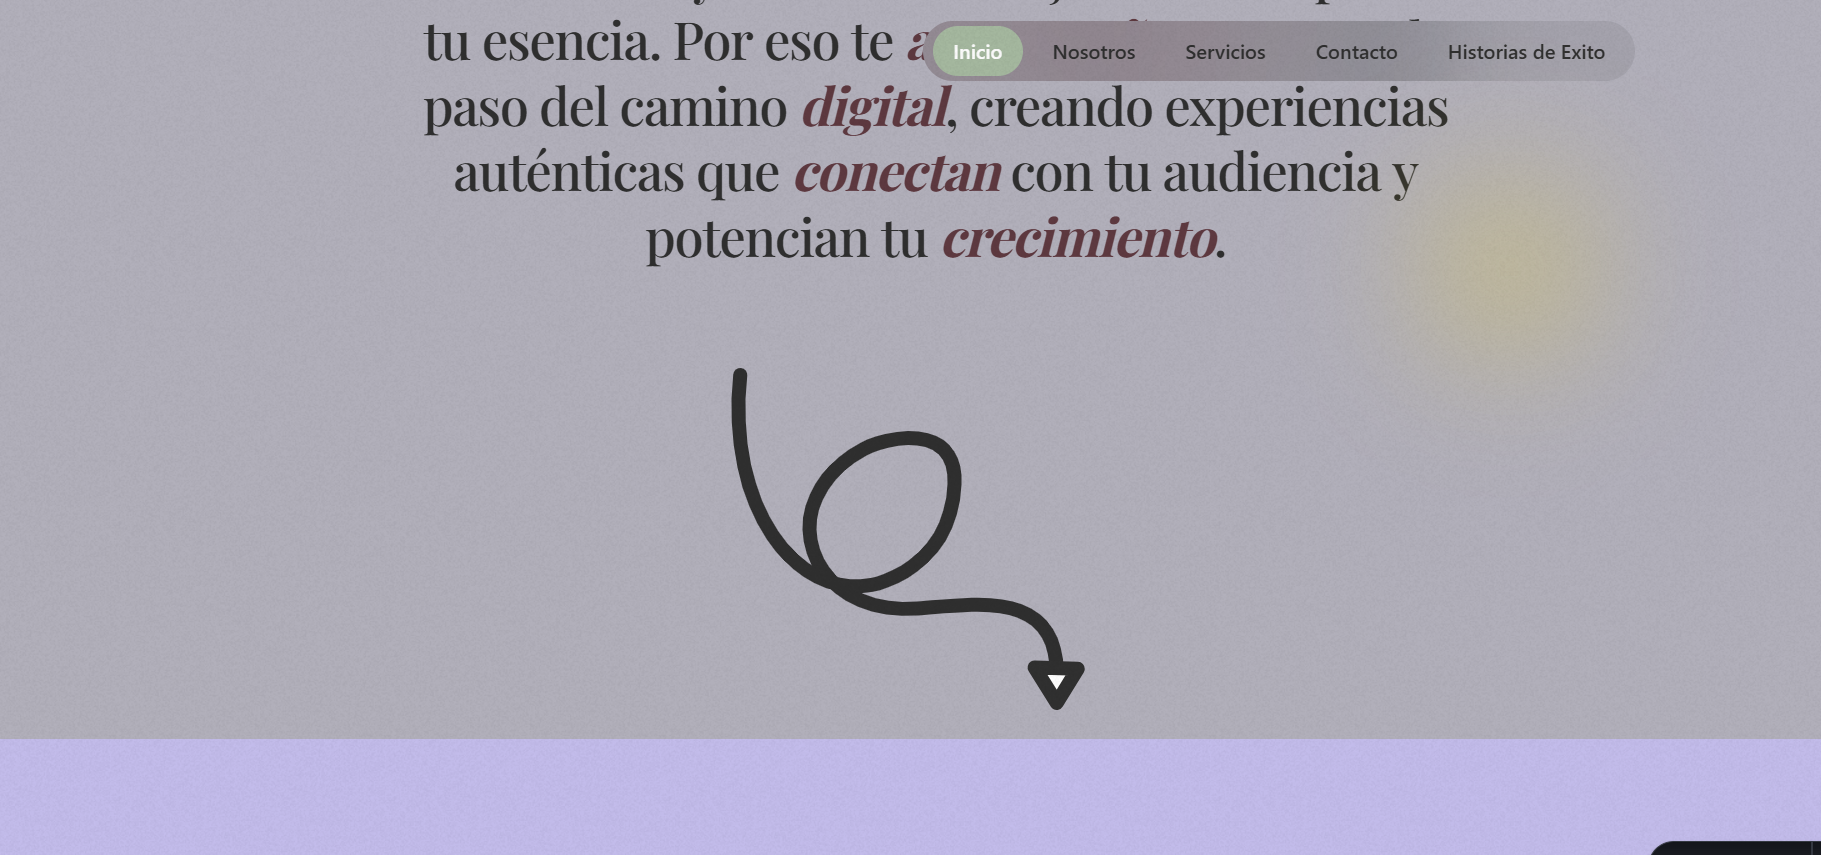 Inicio Nosotros Servicios Contacto Historias de Exito
tu esencia. Por eso te
paso del camino digital, creando experiencias
auténticas que conectan con tu audiencia y
potencian tu crecimiento.